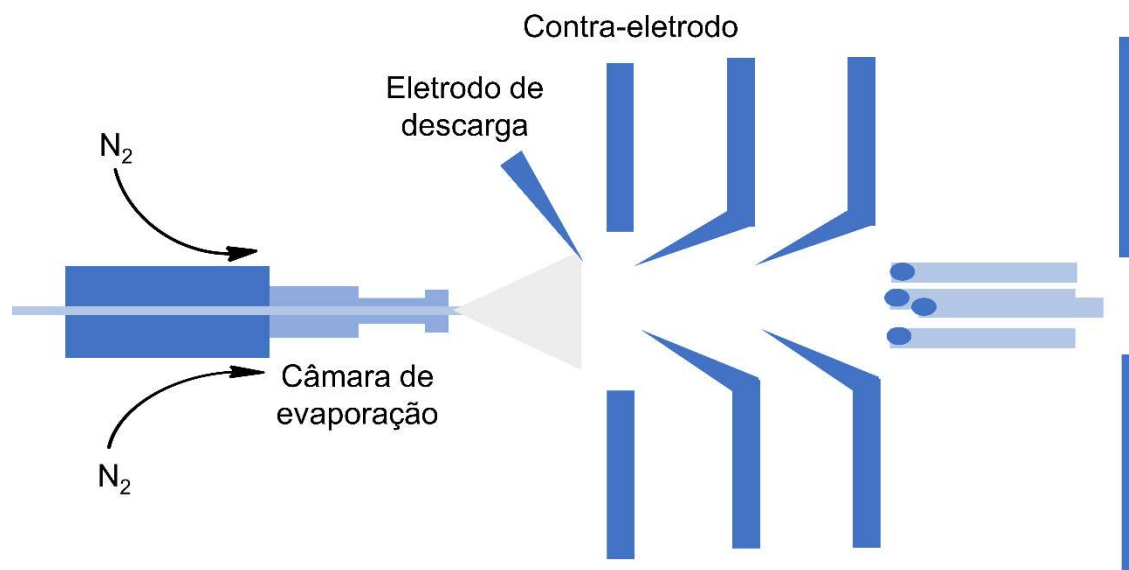 Contra-eletrodo
Eletrodo de
descarga
N₂
Câmara de
evaporação
N₂